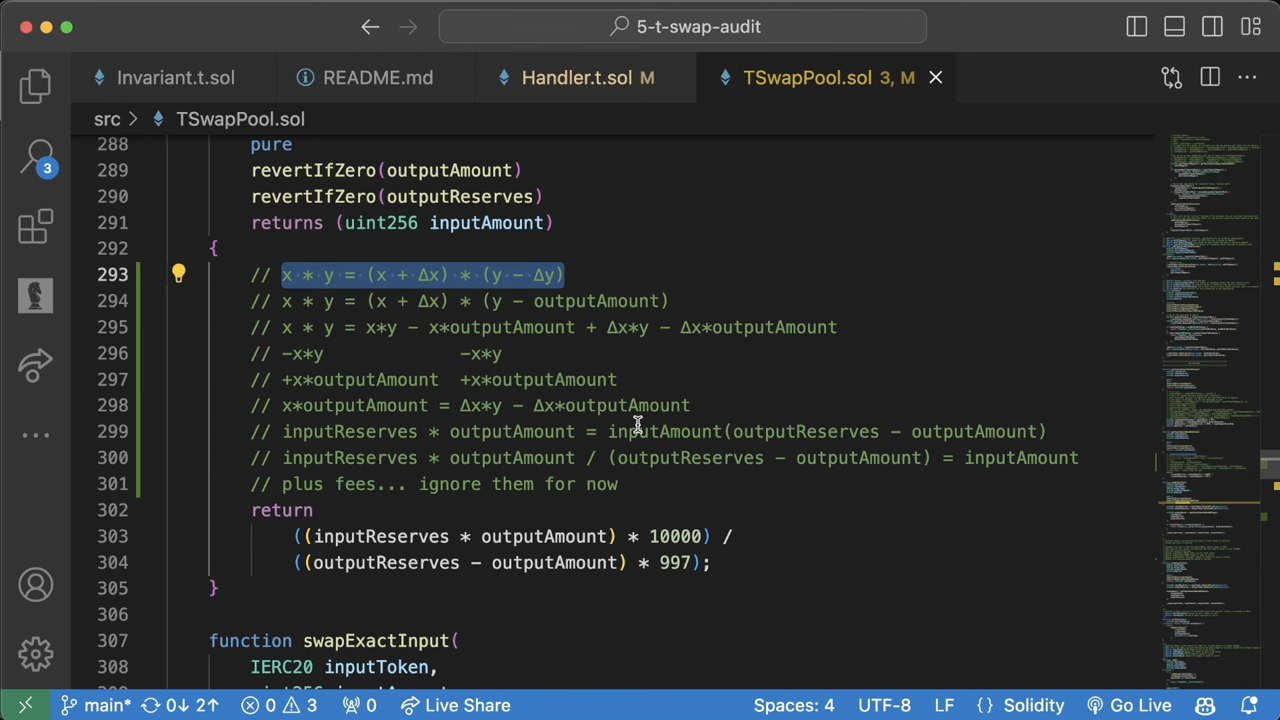 5-t-swap-audit
Invariant.t.sol
README.md
Handler.t.sol M
TSwapPool.sol 3, M
src > TSwapPool.sol
288 pure
289 revertIfZero(outputAmount)
290 revertIfZero(outputReserves)
291 returns (uint256 inputAmount)
292 {
293 // x * y = (x + Δx) * (y - Δy)
294 // x * y = (x + Δx) * (y - outputAmount)
295 // x * y = x*y - x*outputAmount + Δx*y - Δx*outputAmount
296 // -x*y -x*y
297 // +x*outputAmount +x*outputAmount
298 // x*outputAmount = Δx*y - Δx*outputAmount
299 // inputReserves * outputAmount = inputAmount(outputReserves - outputAmount)
300 // inputReserves * outputAmount / (outputReserves - outputAmount) = inputAmount
301 // plus fees.... ignore fees for now
302 return
303 ((inputReserves * outputAmount) * 10000) /
304 ((outputReserves - outputAmount) * 997);
305 }
306
307 function swapExactInput(
308 IERC20 inputToken,
3
main* 0↓ 2↑ 0 3 0 Live Share
Spaces: 4 UTF-8 LF {} Solidity Go Live